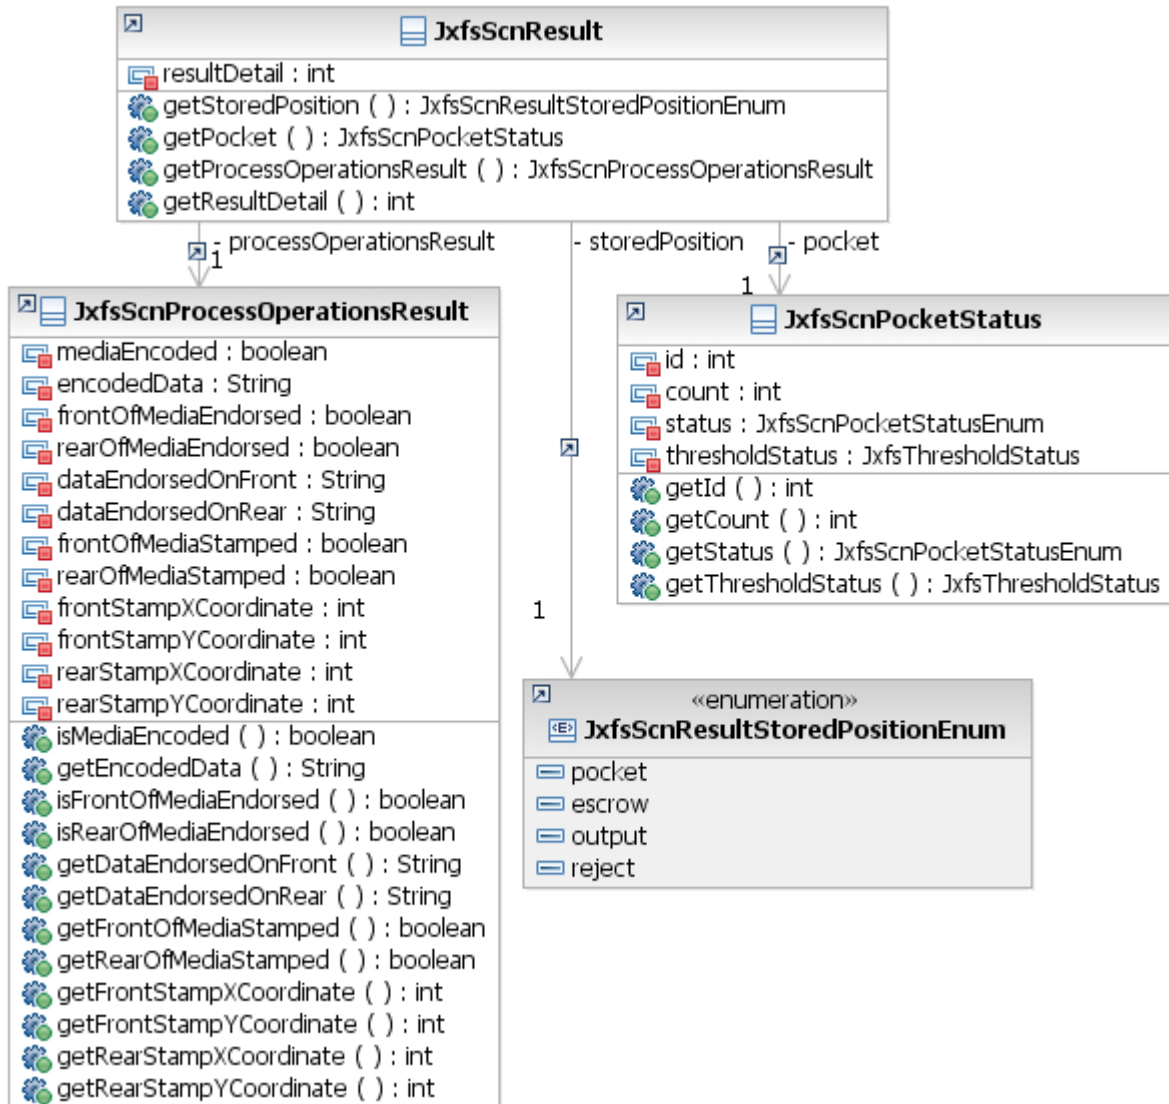 JxfsScnResult
resultDetail : int
getStoredPosition ( ) : JxfsScnResultStoredPositionEnum
getPocket ( ) : JxfsScnPocketStatus
getProcessOperationsResult ( ) : JxfsScnProcessOperationsResult
getResultDetail ( ) : int
- processOperationsResult
1
- storedPosition
1
- pocket
1
JxfsScnProcessOperationsResult
mediaEncoded : boolean
encodedData : String
frontOfMediaEndorsed : boolean
rearOfMediaEndorsed : boolean
dataEndorsedOnFront : String
dataEndorsedOnRear : String
frontOfMediaStamped : boolean
rearOfMediaStamped : boolean
frontStampXCoordinate : int
frontStampYCoordinate : int
rearStampXCoordinate : int
rearStampYCoordinate : int
isMediaEncoded ( ) : boolean
getEncodedData ( ) : String
isFrontOfMediaEndorsed ( ) : boolean
isRearOfMediaEndorsed ( ) : boolean
getDataEndorsedOnFront ( ) : String
getDataEndorsedOnRear ( ) : String
getFrontOfMediaStamped ( ) : boolean
getRearOfMediaStamped ( ) : boolean
getFrontStampXCoordinate ( ) : int
getFrontStampYCoordinate ( ) : int
getRearStampXCoordinate ( ) : int
getRearStampYCoordinate ( ) : int
JxfsScnPocketStatus
id : int
count : int
status : JxfsScnPocketStatusEnum
thresholdStatus : JxfsThresholdStatus
getId ( ) : int
getCount ( ) : int
getStatus ( ) : JxfsScnPocketStatusEnum
getThresholdStatus ( ) : JxfsThresholdStatus
«enumeration»
<E> JxfsScnResultStoredPositionEnum
pocket
escrow
output
reject